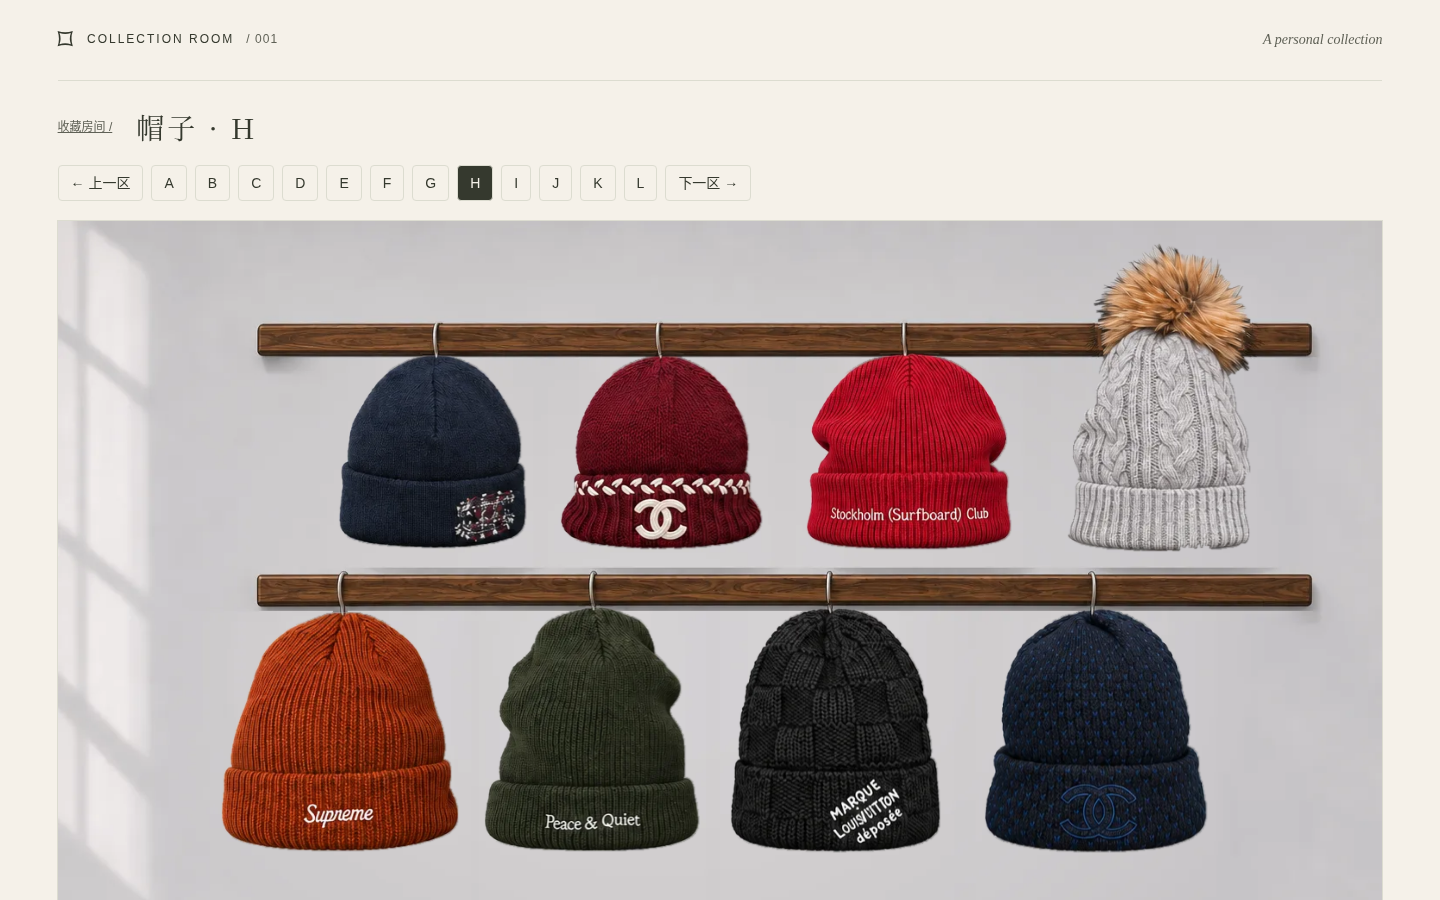 COLLECTION ROOM / 001
A personal collection
收藏房间 /
帽子 · H
← 上一区 A B C D E F G H I J K L 下一区 →
Stockholm (Surfboard) Club
Supreme
Peace & Quiet
MARQUE
LOUIS VUITTON
déposée